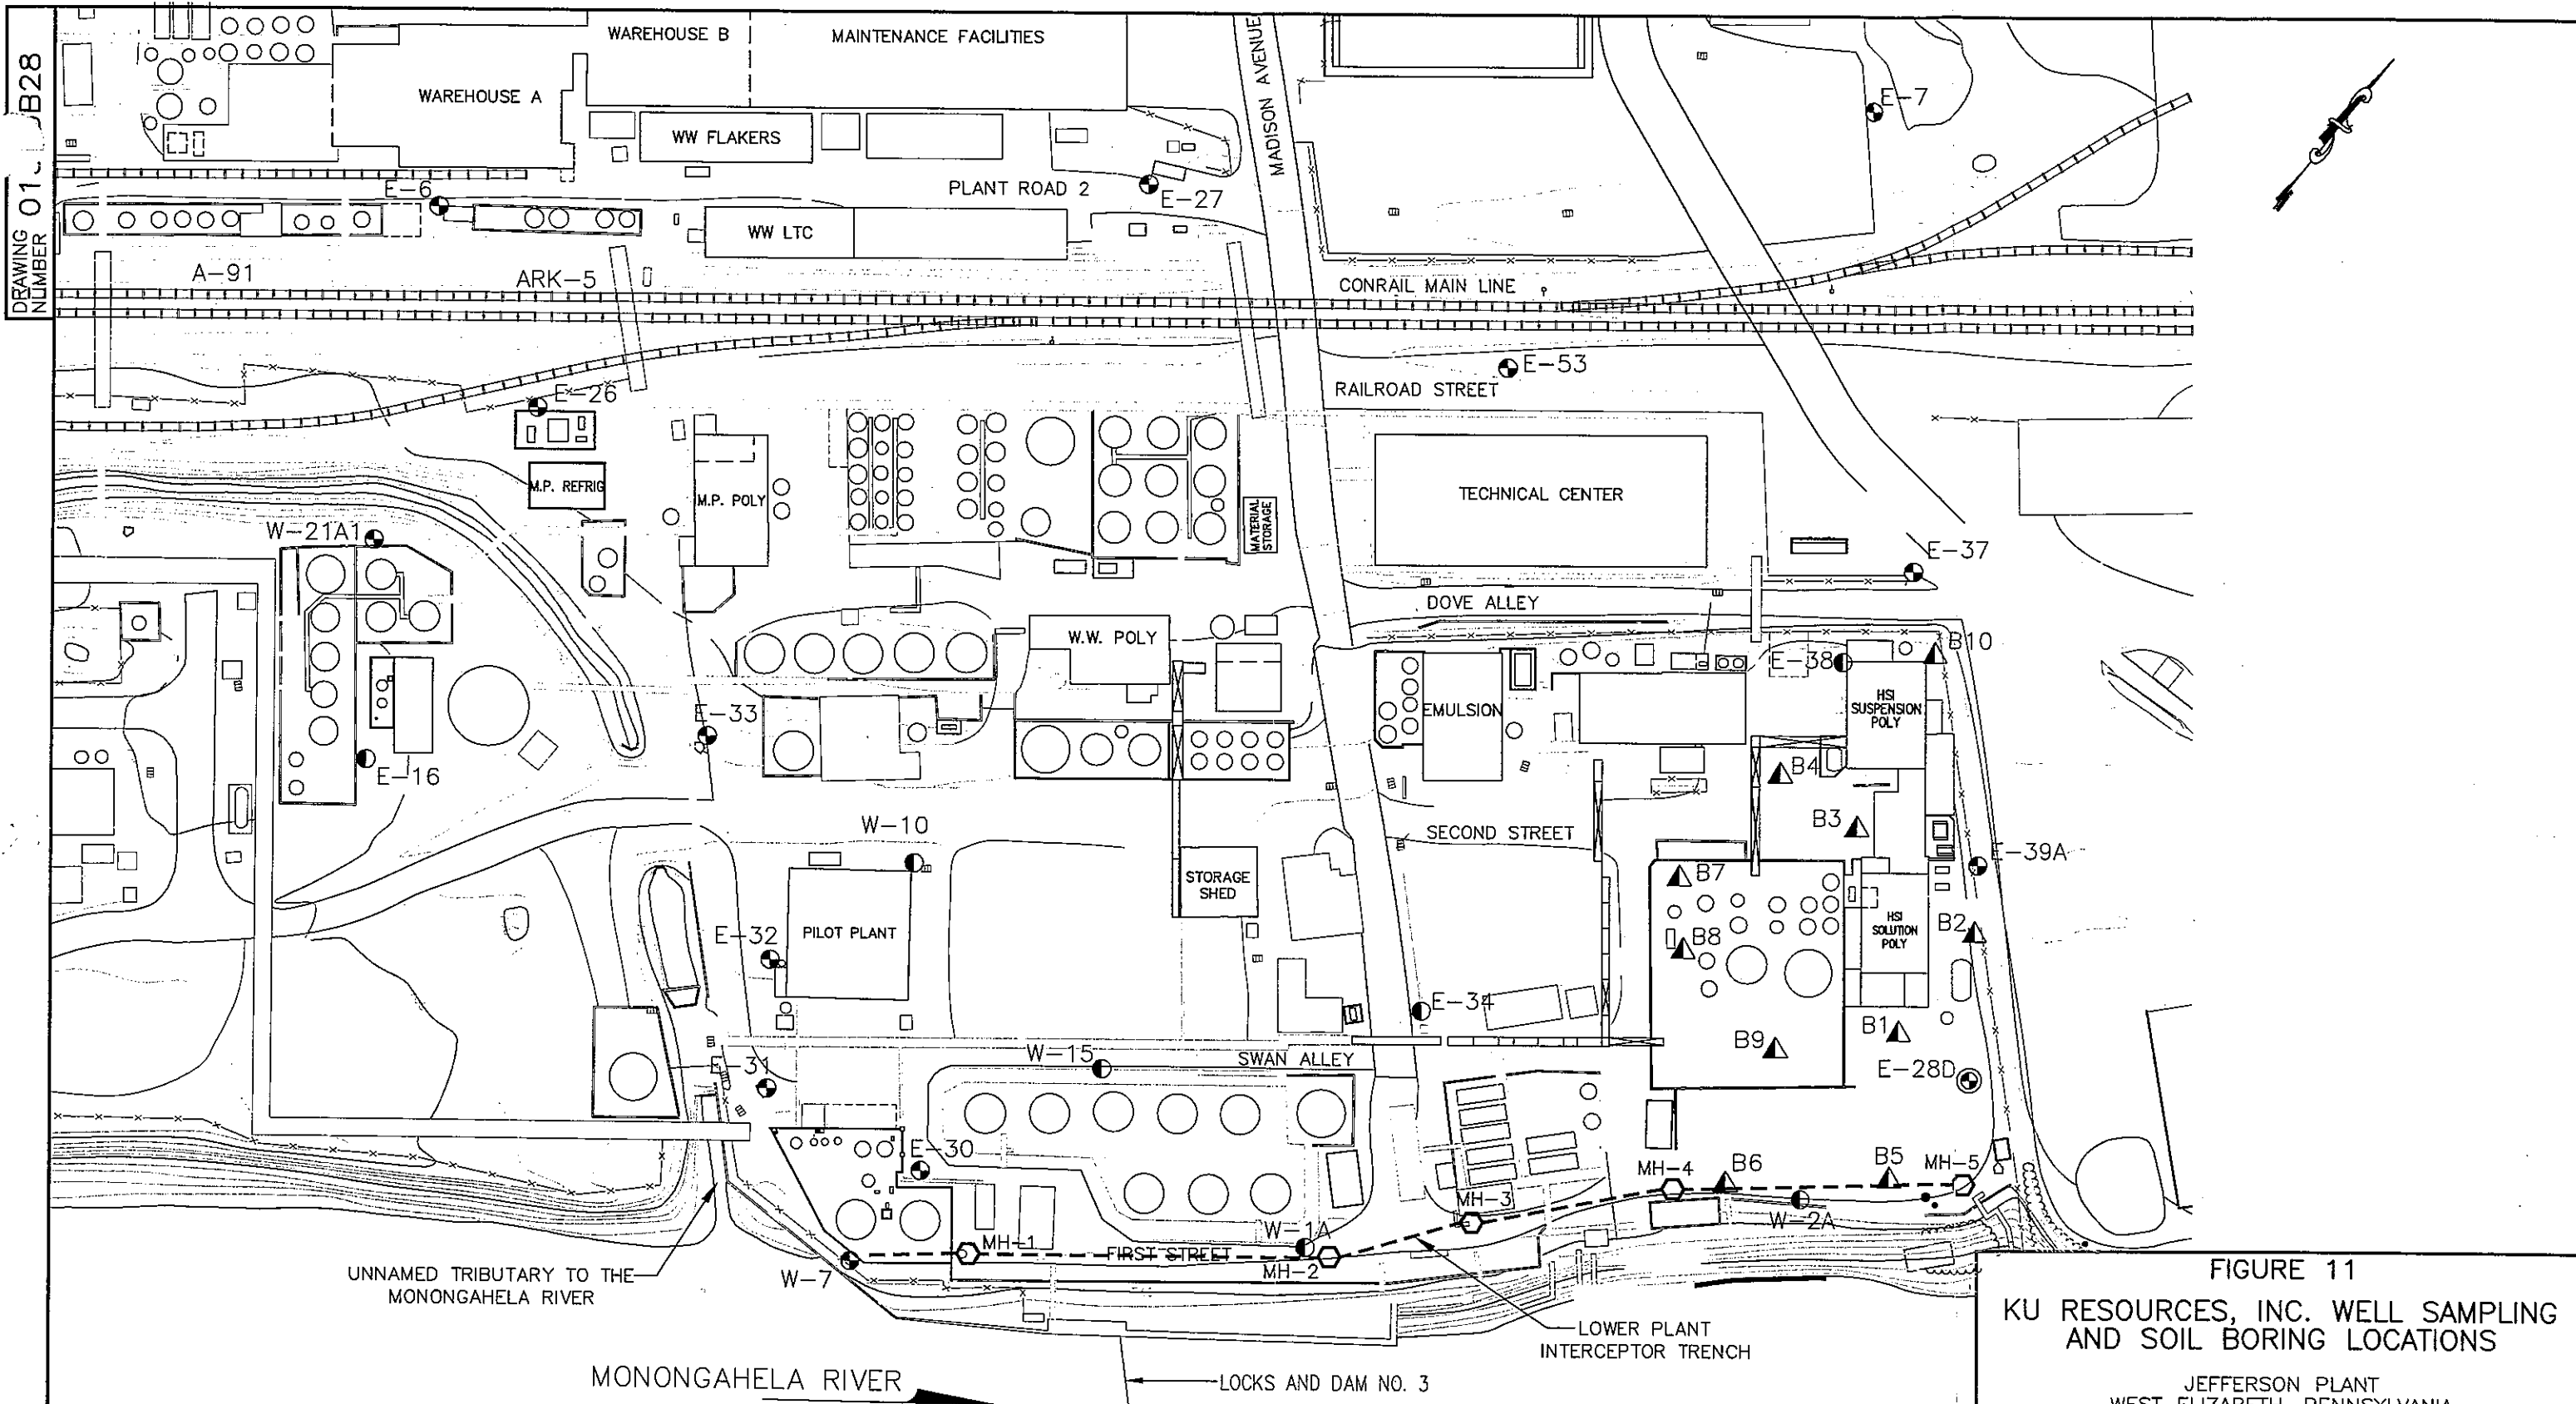 DRAWING
NUMBER
WAREHOUSE B
MAINTENANCE FACILITIES
MADISON AVENUE
WAREHOUSE A
E-7
WW FLAKERS
E-6
PLANT ROAD 2
E-27
WW LTC
A-91
ARK-5
CONRAIL MAIN LINE
E-53
RAILROAD STREET
E-26
M.P. REFRIG
M.P. POLY
MATERIAL
STORAGE
TECHNICAL CENTER
W-21A1
E-37
DOVE ALLEY
W.W. POLY
B10
E-38
HSI
SUSPENSION
POLY
EMULSION
E-33
E-16
B4
W-10
B3
SECOND STREET
E-39A
STORAGE
SHED
B7
E-32
PILOT PLANT
B8
HSI
SOLUTION
POLY
B2
E-34
B1
B9
W-15
SWAN ALLEY
E-31
E-28D
E-30
MH-4
B6
B5
MH-5
MH-3
W-2A
W-1A
MH-1
FIRST STREET
MH-2
W-7
UNNAMED TRIBUTARY TO THE
MONONGAHELA RIVER
LOWER PLANT
INTERCEPTOR TRENCH
MONONGAHELA RIVER
LOCKS AND DAM NO. 3
FIGURE 11
KU RESOURCES, INC. WELL SAMPLING
AND SOIL BORING LOCATIONS
JEFFERSON PLANT
WEST ELIZABETH, PENNSYLVANIA